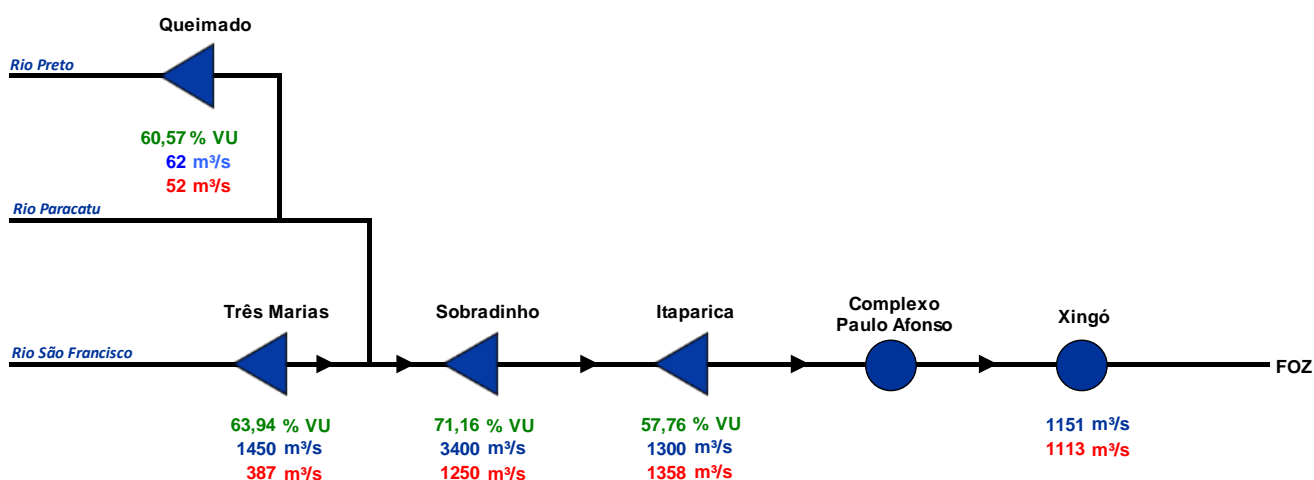 Queimado
Rio Preto
60,57 % VU
62 m³/s
52 m³/s
Rio Paracatu
Três Marias
Sobradinho
Itaparica
Complexo
Paulo Afonso
Xingó
Rio São Francisco
FOZ
63,94 % VU
1450 m³/s
387 m³/s
71,16 % VU
3400 m³/s
1250 m³/s
57,76 % VU
1300 m³/s
1358 m³/s
1151 m³/s
1113 m³/s